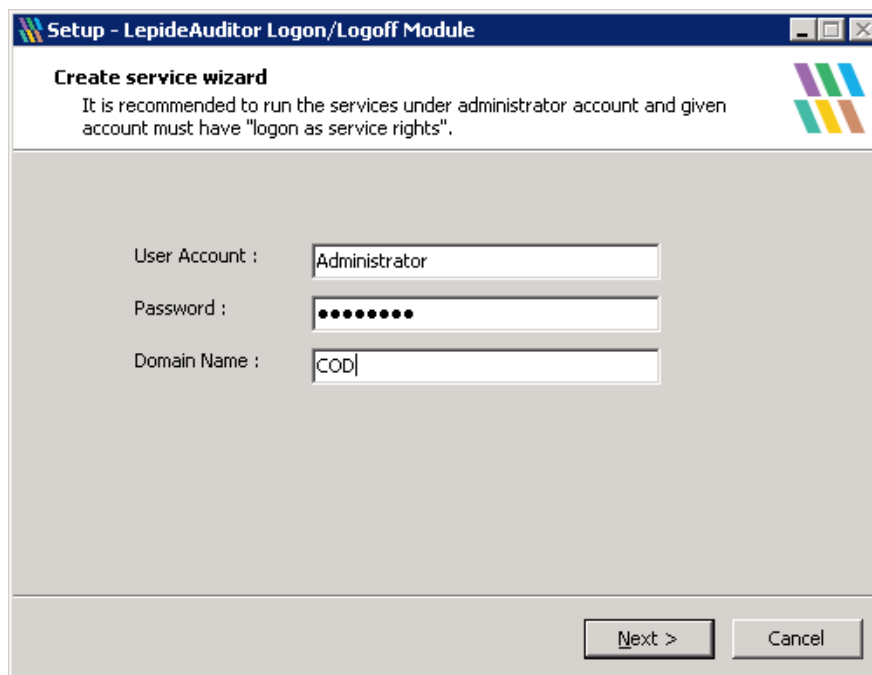 Setup - LepideAuditor Logon/Logoff Module
Create service wizard
It is recommended to run the services under administrator account and given
account must have "logon as service rights".
User Account :
Administrator
Password :
●●●●●●●●
Domain Name :
COD
Next >
Cancel